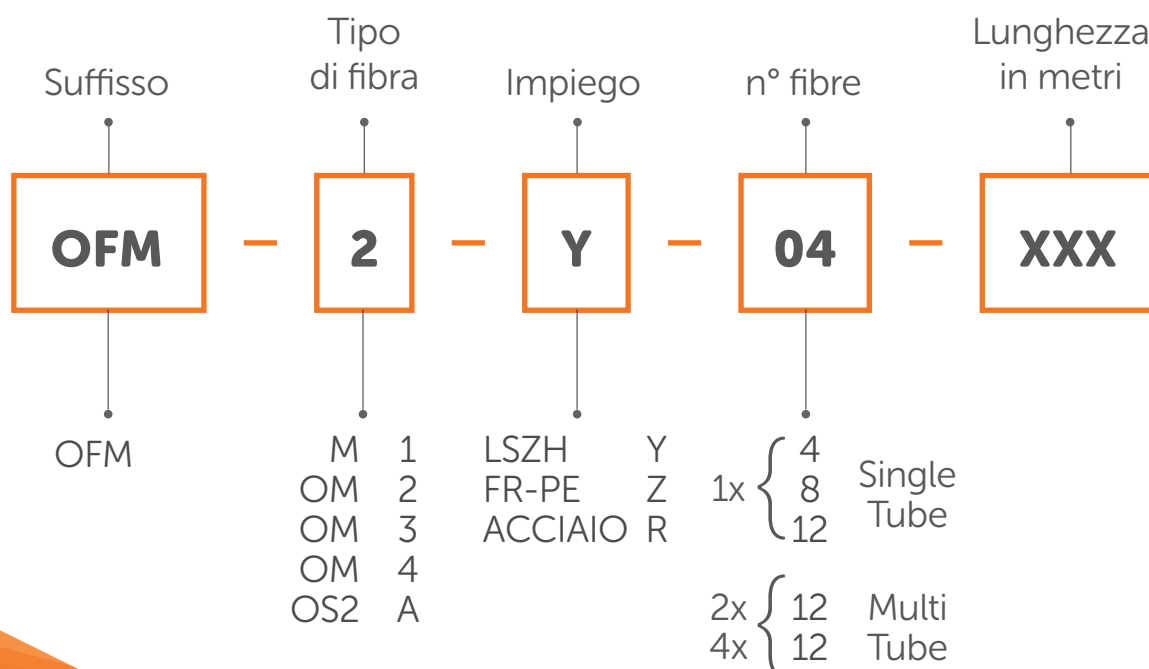 Suffisso
Tipo
di fibra
Impiego
n° fibre
Lunghezza
in metri
OFM – 2 – Y – 04 – XXX
OFM
M 1
OM 2
OM 3
OM 4
OS2 A
LSZH Y
FR-PE Z
ACCIAIO R
1x { 4
8
12
Single
Tube
2x { 12
4x { 12
Multi
Tube